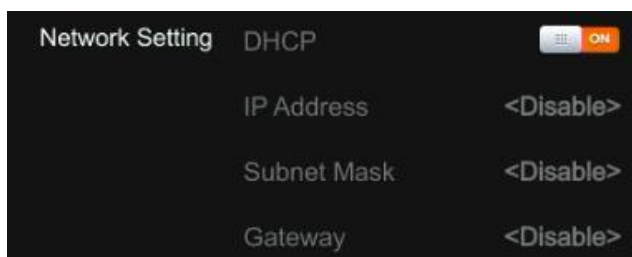 Network Setting DHCP ON
IP Address <Disable>
Subnet Mask <Disable>
Gateway <Disable>